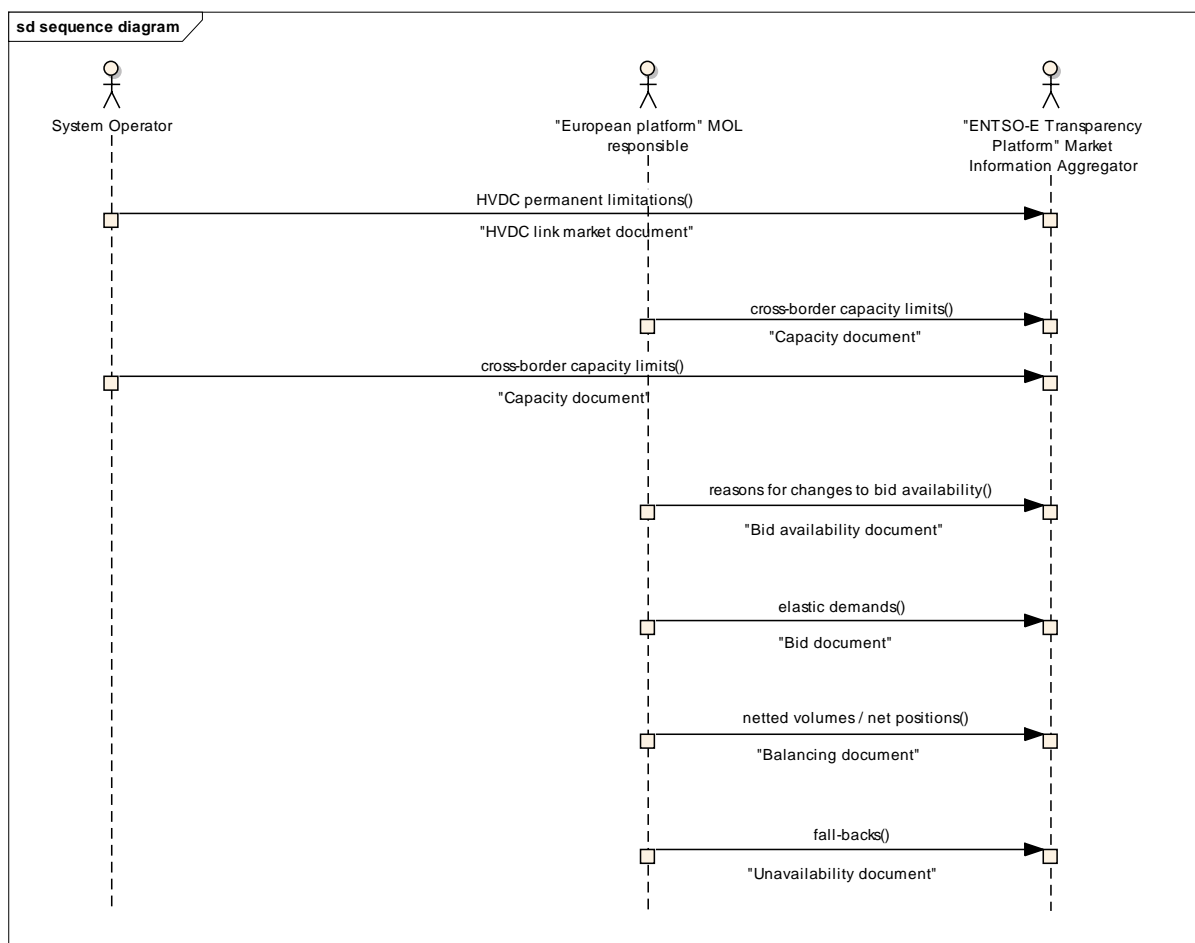 sd sequence diagram
System Operator
"European platform" MOL
responsible
"ENTSO-E Transparency
Platform" Market
Information Aggregator
HVDC permanent limitations()
"HVDC link market document"
cross-border capacity limits()
"Capacity document"
cross-border capacity limits()
"Capacity document"
reasons for changes to bid availability()
"Bid availability document"
elastic demands()
"Bid document"
netted volumes / net positions()
"Balancing document"
fall-backs()
"Unavailability document"